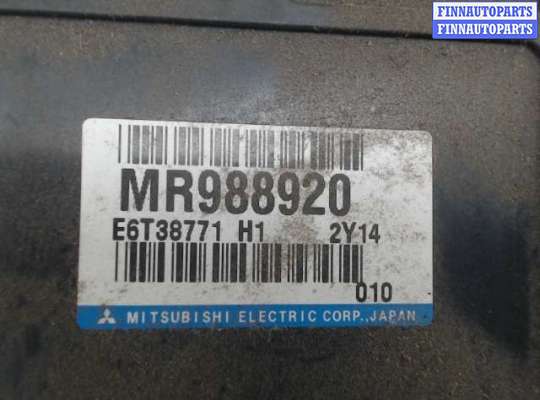 FINNAUTOPARTS
FINNAUTOPARTS
MR988920
E6T38771 H1 2Y14
010
MITSUBISHI ELECTRIC CORP.,JAPAN